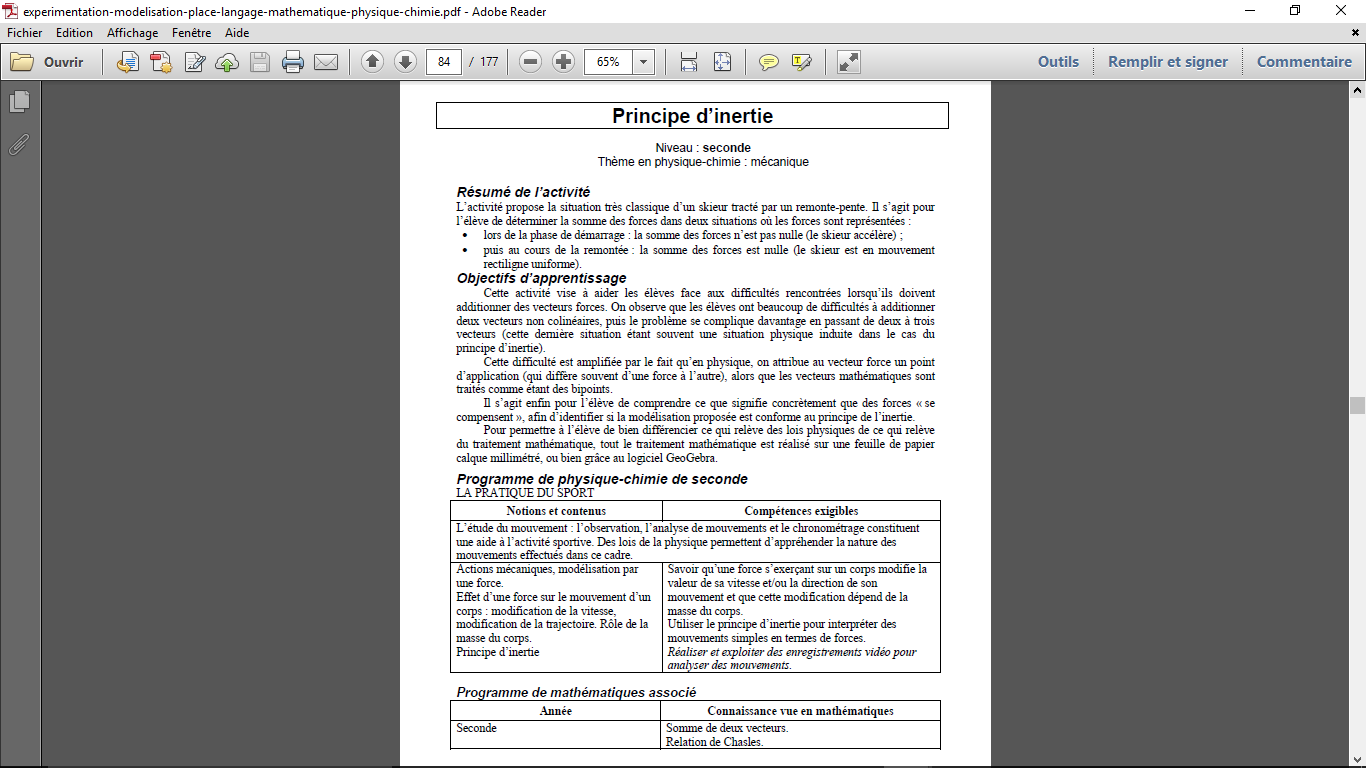 experimentation-modelisation-place-langage-mathematique-physique-chimie.pdf - Adobe Reader
Fichier Edition Affichage Fenêtre Aide
Ouvrir 84 / 177 65% Outils Remplir et signer Commentaire
Principe d’inertie
Niveau : seconde
Thème en physique-chimie : mécanique
Résumé de l’activité
L’activité propose la situation très classique d’un skieur tracté par un remonte-pente. Il s’agit pour
l’élève de déterminer la somme des forces dans deux situations où les forces sont représentées :
• lors de la phase de démarrage : la somme des forces n’est pas nulle (le skieur accélère) ;
• puis au cours de la remontée : la somme des forces est nulle (le skieur est en mouvement
rectiligne uniforme).
Objectifs d’apprentissage
Cette activité vise à aider les élèves face aux difficultés rencontrées lorsqu’ils doivent
additionner des vecteurs forces. On observe que les élèves ont beaucoup de difficultés à additionner
deux vecteurs non colinéaires, puis le problème se complique davantage en passant de deux à trois
vecteurs (cette dernière situation étant souvent une situation physique induite dans le cas du
principe d’inertie).
Cette difficulté est amplifiée par le fait qu’en physique, on attribue au vecteur force un point
d’application (qui diffère souvent d’une force à l’autre), alors que les vecteurs mathématiques sont
traités comme étant des bipoints.
Il s’agit enfin pour l’élève de comprendre ce que signifie concrètement que des forces « se
compensent », afin d’identifier si la modélisation proposée est conforme au principe de l’inertie.
Pour permettre à l’élève de bien différencier ce qui relève des lois physiques de ce qui relève
du traitement mathématique, tout le traitement mathématique est réalisé sur une feuille de papier
calque millimétré, ou bien grâce au logiciel GeoGebra.
Programme de physique-chimie de seconde
LA PRATIQUE DU SPORT
Notions et contenus
Compétences exigibles
L’étude du mouvement : l’observation, l’analyse de mouvements et le chronométrage constituent
une aide à l’activité sportive. Des lois de la physique permettent d’appréhender la nature des
mouvements effectués dans ce cadre.
Actions mécaniques, modélisation par
une force.
Effet d’une force sur le mouvement d’un
corps : modification de la vitesse,
modification de la trajectoire. Rôle de la
masse du corps.
Principe d’inertie
Savoir qu’une force s’exerçant sur un corps modifie la
valeur de sa vitesse et/ou la direction de son
mouvement et que cette modification dépend de la
masse du corps.
Utiliser le principe d’inertie pour interpréter des
mouvements simples en termes de forces.
Réaliser et exploiter des enregistrements vidéo pour
analyser des mouvements.
Programme de mathématiques associé
Année
Connaissance vue en mathématiques
Seconde
Somme de deux vecteurs.
Relation de Chasles.